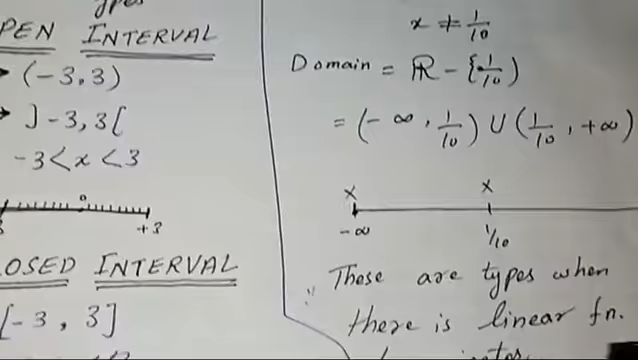 OPEN INTERVAL
(-3,3)
]-3,3[
-3<x<3
0
+3
CLOSED INTERVAL
[-3, 3]
x ≠ 1/10
Domain = R - {1/10)
= (-∞, 1/10) U (1/10, +∞)
x x
-∞ 1/10
These are types when
there is linear fn.